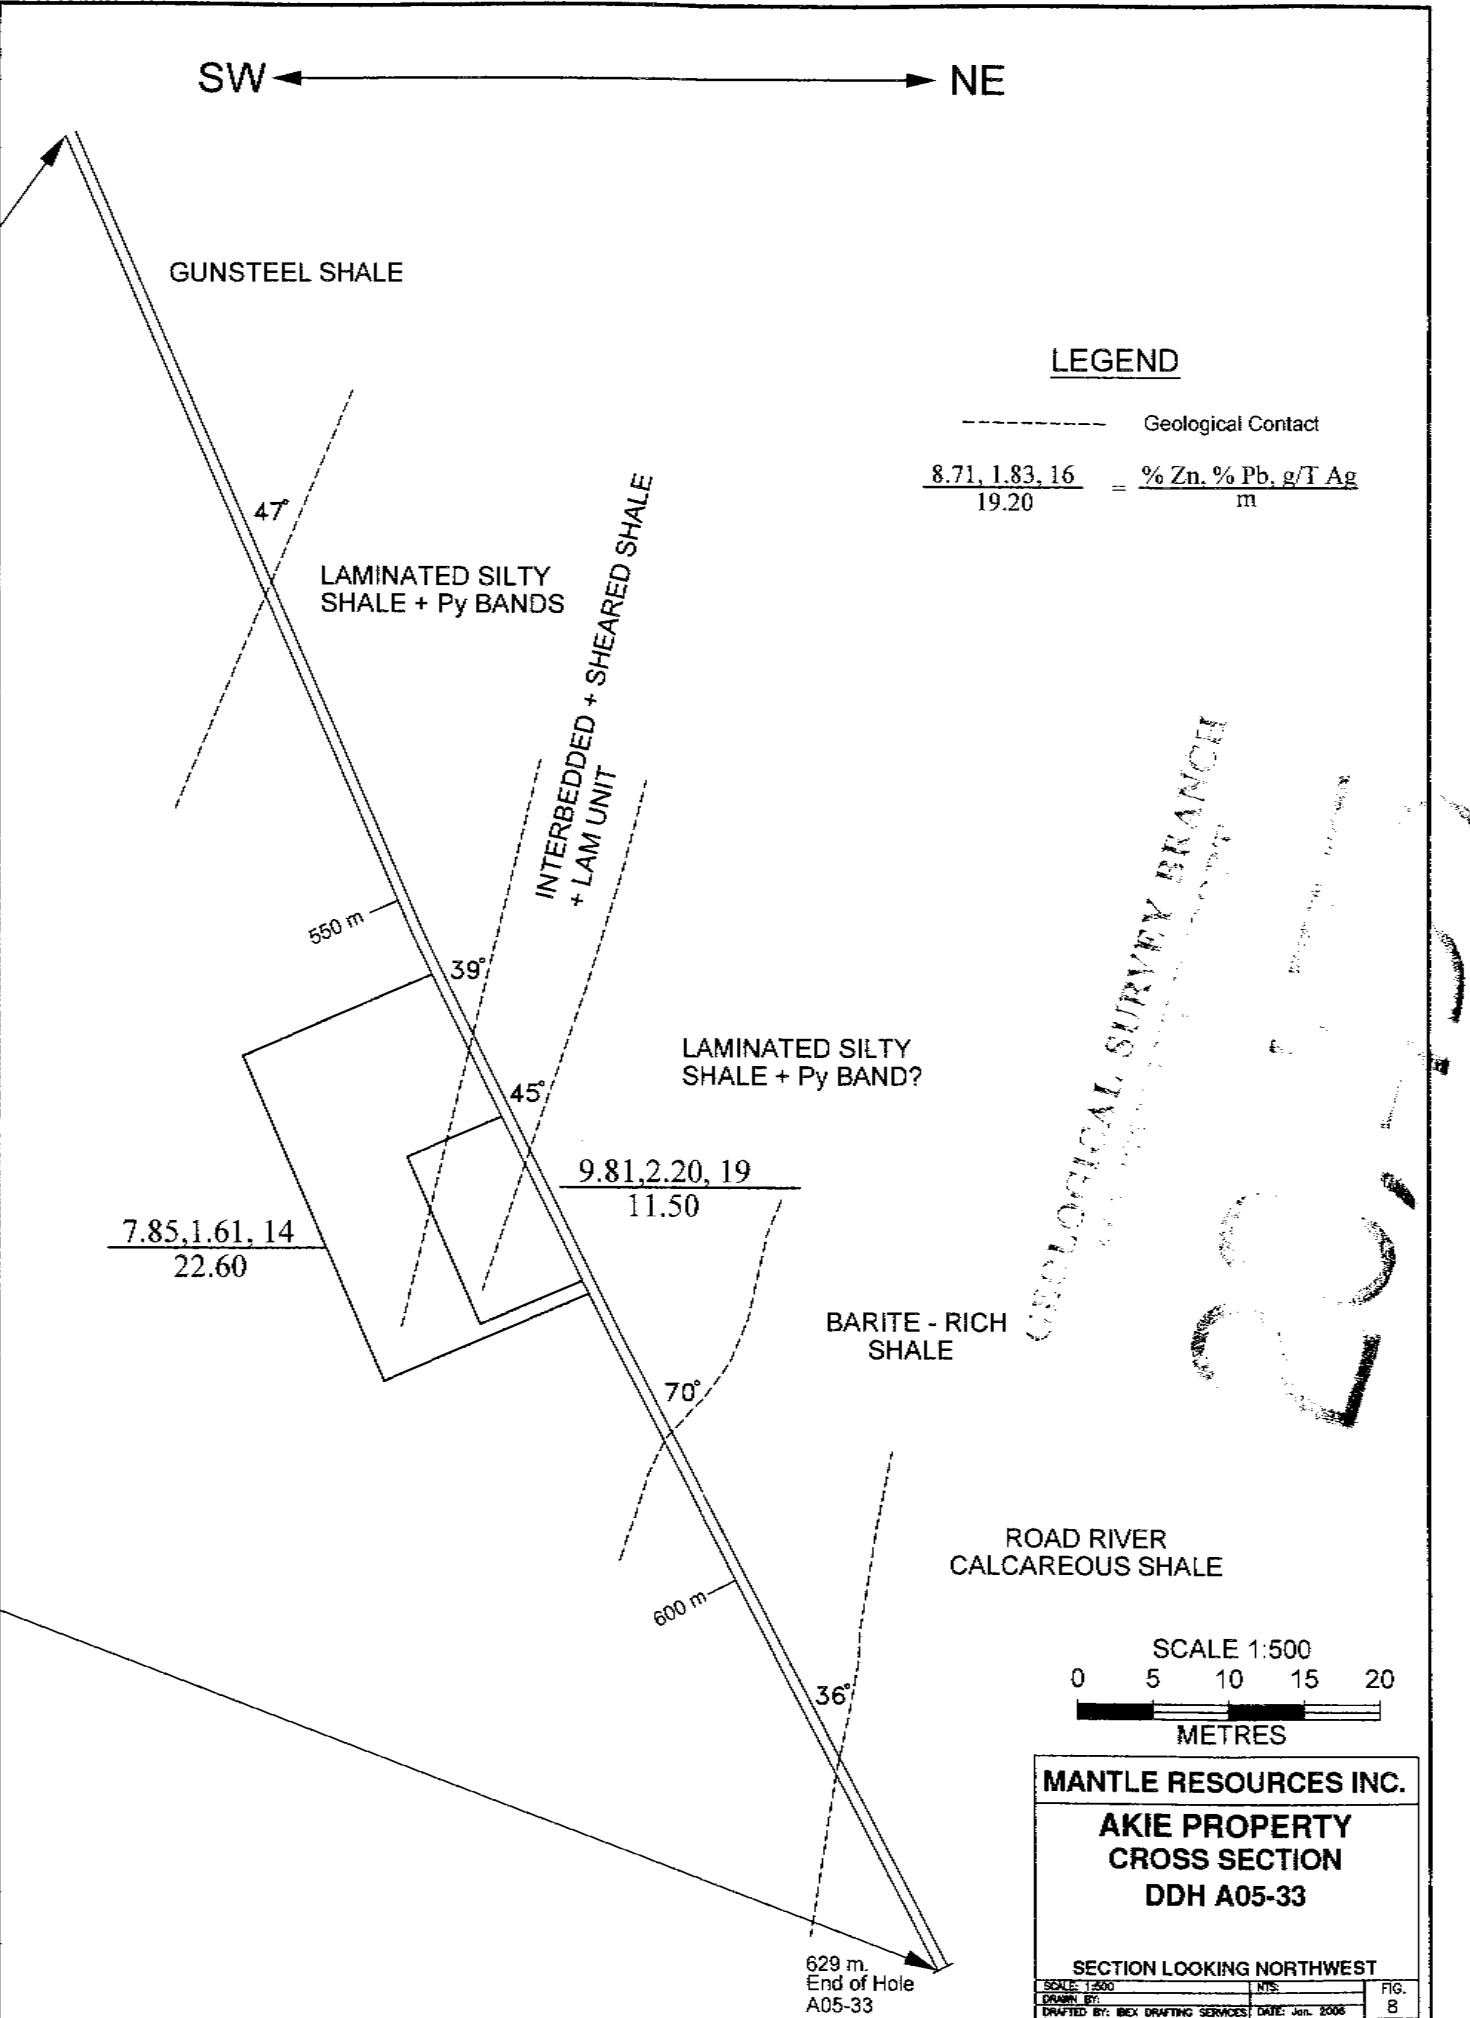 SW NE
GUNSTEEL SHALE
LEGEND
Geological Contact
8.71, 1.83, 16 = % Zn, % Pb, g/T Ag
19.20 m
47°
LAMINATED SILTY
SHALE + Py BANDS
INTERBEDDED + SHEARED SHALE
+ LAM UNIT
550 m
39°
LAMINATED SILTY
SHALE + Py BAND?
45°
9.81,2.20, 19
11.50
7.85,1.61, 14
22.60
BARITE - RICH
SHALE
70°
GEOLOGICAL SURVEY BRANCH
ROAD RIVER
CALCAREOUS SHALE
600 m
36°
SCALE 1:500
0 5 10 15 20
METRES
MANTLE RESOURCES INC.
AKIE PROPERTY
CROSS SECTION
DDH A05-33
SECTION LOOKING NORTHWEST
SCALE: 1:500 NTS: FIG.
DRAWN BY: 8
DRAFTED BY: IBEX DRAFTING SERVICES DATE: Jan. 2006
629 m.
End of Hole
A05-33